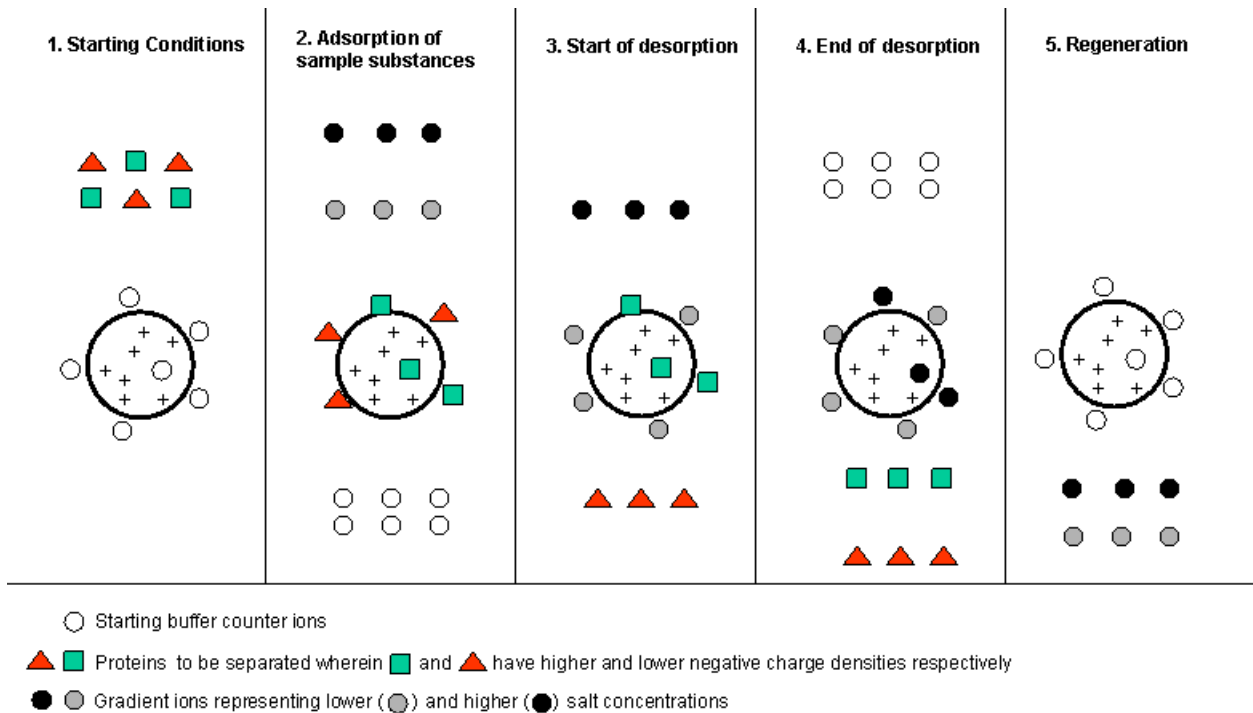 1. Starting Conditions
2. Adsorption of
sample substances
3. Start of desorption
4. End of desorption
5. Regeneration
+ + + + + + +
+ + + + + + +
+ + + + + + +
+ + + + + + +
+ + + + + + +
Starting buffer counter ions
Proteins to be separated wherein and have higher and lower negative charge densities respectively
Gradient ions representing lower ( ) and higher ( ) salt concentrations